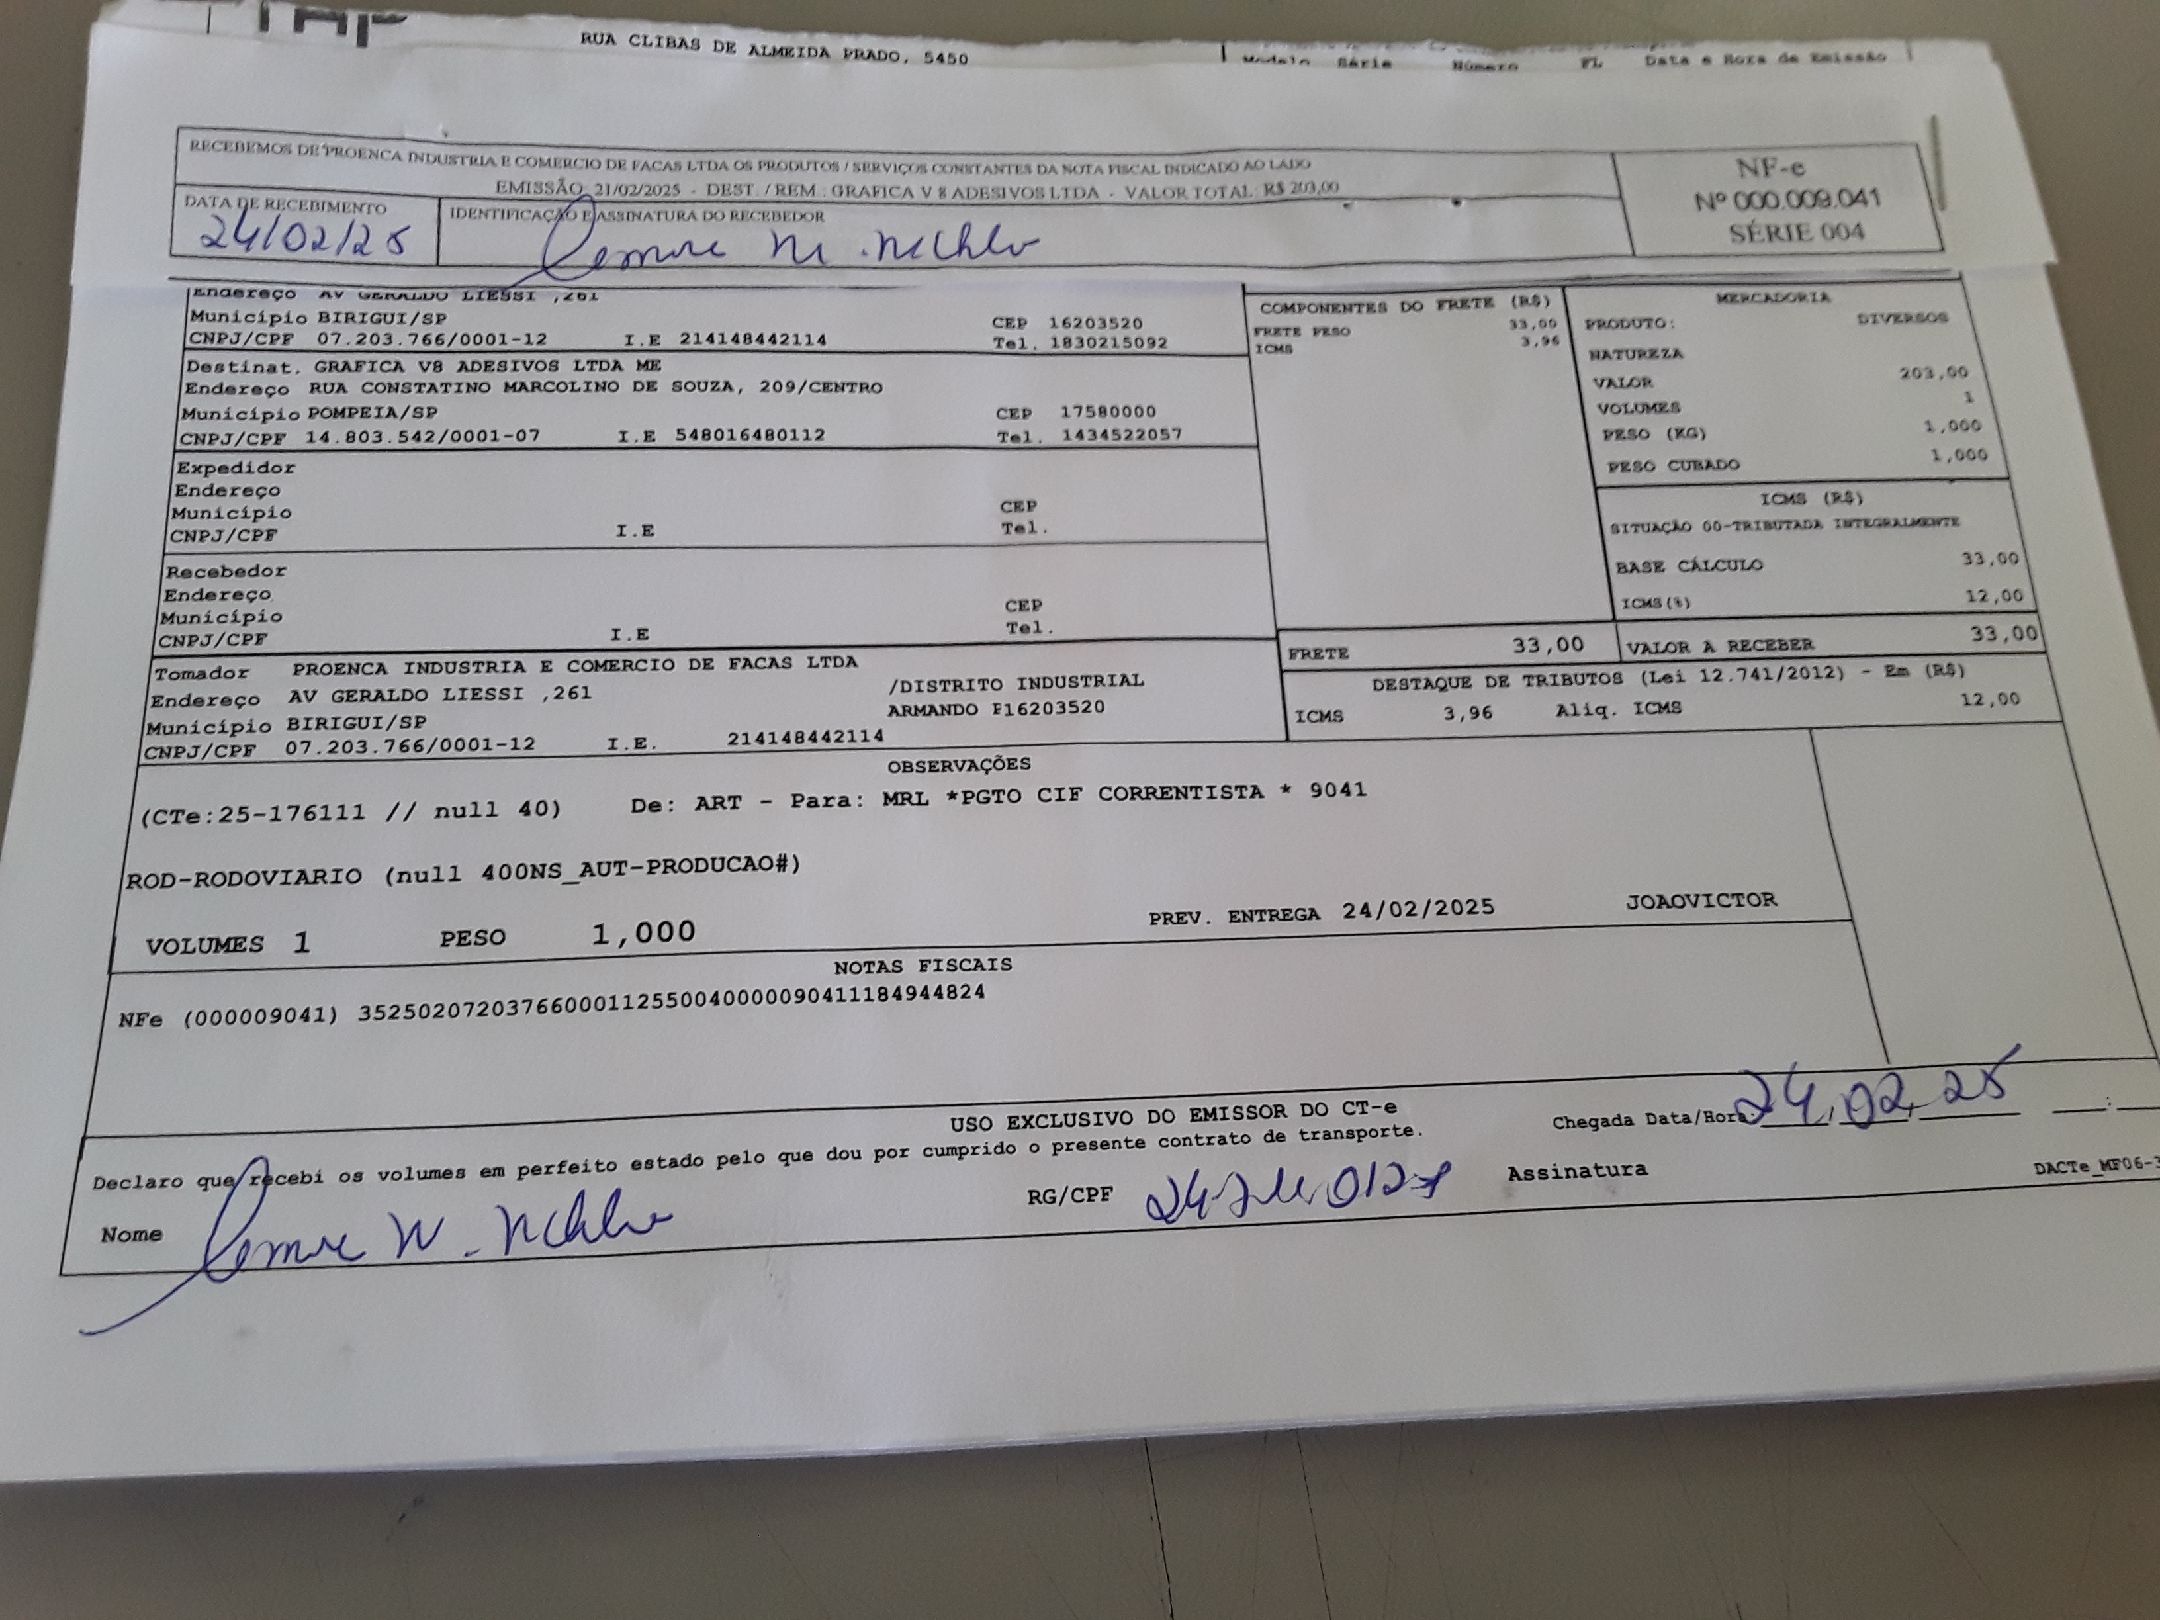 RUA CLIBAS DE ALMEIDA PRADO, 5450
Modelo Série Número FL Data e Hora de Emissão
RECEBEMOS DE PROENCA INDUSTRIA E COMERCIO DE FACAS LTDA OS PRODUTOS / SERVIÇOS CONSTANTES DA NOTA FISCAL INDICADO AO LADO
EMISSÃO 21/02/2025 - DEST. / REM.: GRAFICA V 8 ADESIVOS LTDA - VALOR TOTAL: R$ 203,00
NF-e
Nº 000.009.041
SÉRIE 004
DATA DE RECEBIMENTO
24/02/25
IDENTIFICAÇÃO E ASSINATURA DO RECEBEDOR
Endereço AV GERALDO LIESSI ,261
Município BIRIGUI/SP CEP 16203520
CNPJ/CPF 07.203.766/0001-12 I.E 214148442114 Tel. 1830215092
Destinat. GRAFICA V8 ADESIVOS LTDA ME
Endereço RUA CONSTATINO MARCOLINO DE SOUZA, 209/CENTRO
Município POMPEIA/SP CEP 17580000
CNPJ/CPF 14.803.542/0001-07 I.E 548016480112 Tel. 1434522057
Expedidor
Endereço
Município CEP
CNPJ/CPF I.E Tel.
Recebedor
Endereço
Município CEP
CNPJ/CPF I.E Tel.
Tomador PROENCA INDUSTRIA E COMERCIO DE FACAS LTDA
Endereço AV GERALDO LIESSI ,261 /DISTRITO INDUSTRIAL
Município BIRIGUI/SP ARMANDO P16203520
CNPJ/CPF 07.203.766/0001-12 I.E. 214148442114
COMPONENTES DO FRETE (R$)
FRETE PESO 33,00
ICMS 3,96
MERCADORIA
PRODUTO: DIVERSOS
NATUREZA
VALOR 203,00
VOLUMES 1
PESO (KG) 1,000
PESO CUBADO 1,000
ICMS (R$)
SITUAÇÃO 00-TRIBUTADA INTEGRALMENTE
BASE CÁLCULO 33,00
ICMS(%) 12,00
FRETE 33,00 VALOR A RECEBER 33,00
DESTAQUE DE TRIBUTOS (Lei 12.741/2012) - Em (R$)
ICMS 3,96 Aliq. ICMS 12,00
OBSERVAÇÕES
(CTe:25-176111 // null 40) De: ART - Para: MRL *PGTO CIF CORRENTISTA * 9041
ROD-RODOVIARIO (null 400NS_AUT-PRODUCAO#)
VOLUMES 1 PESO 1,000 PREV. ENTREGA 24/02/2025 JOAOVICTOR
NOTAS FISCAIS
NFe (000009041) 35250207203766000112550040000090411184944824
USO EXCLUSIVO DO EMISSOR DO CT-e
Declaro que recebi os volumes em perfeito estado pelo que dou por cumprido o presente contrato de transporte.
Chegada Data/Hora: 24/02/25
Nome
RG/CPF
Assinatura
DACTe_MF06-3